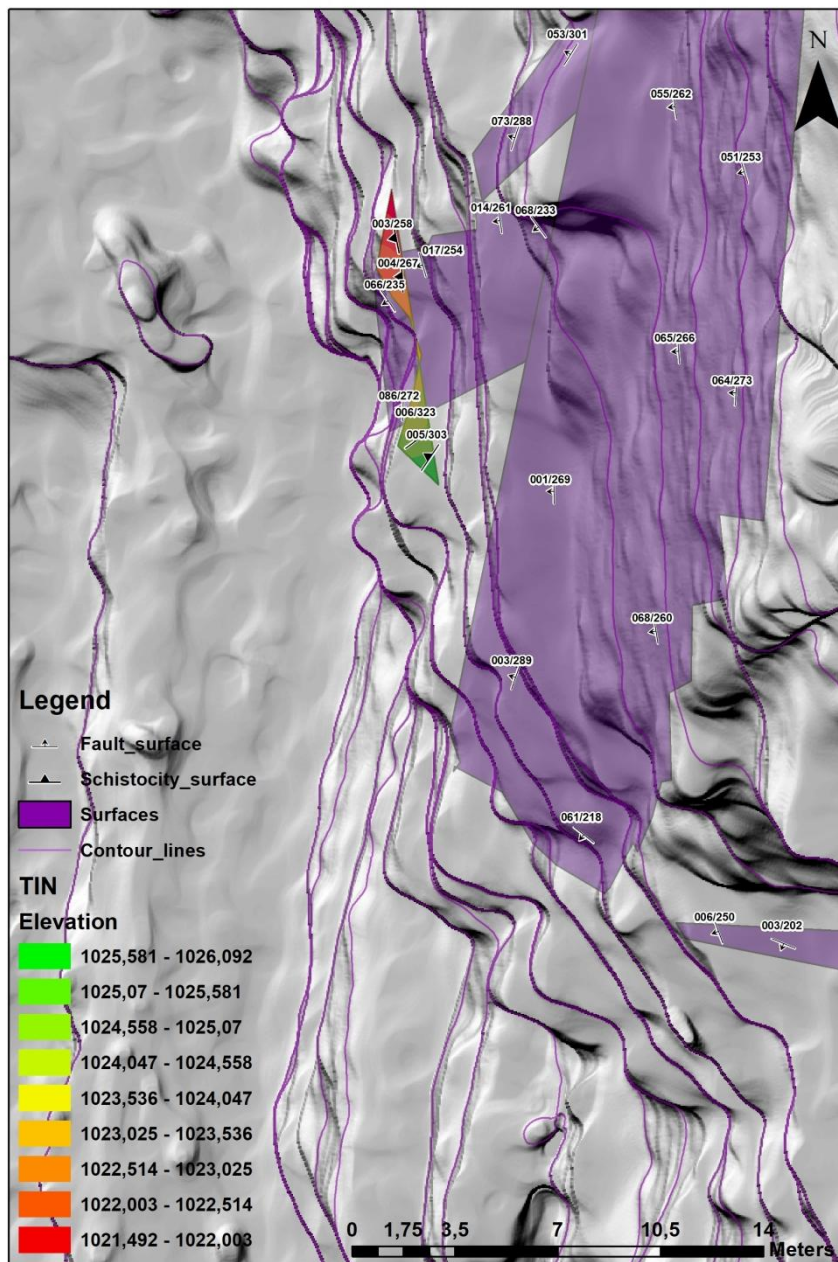 053/301
N
055/262
073/288
051/253
014/261
068/233
003/258
017/254
004/267
066/235
065/266
064/273
086/272
006/323
005/303
001/269
068/260
003/289
Legend
Fault_surface
Schistocity_surface
Surfaces
061/218
Contour_lines
TIN
Elevation
006/250
003/202
1025,581 - 1026,092
1025,07 - 1025,581
1024,558 - 1025,07
1024,047 - 1024,558
1023,536 - 1024,047
1023,025 - 1023,536
1022,514 - 1023,025
1022,003 - 1022,514
1021,492 - 1022,003
0 1,75 3,5 7 10,5 14
Meters